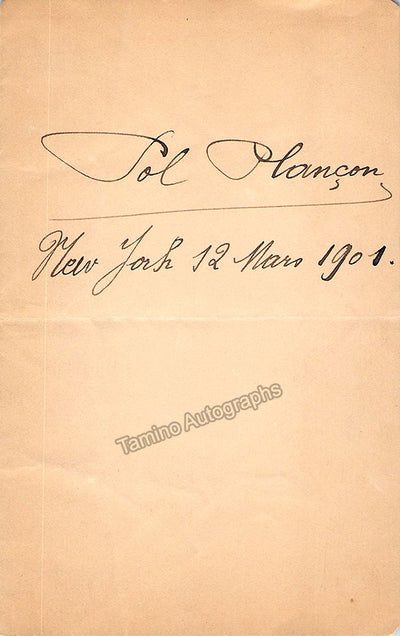 Pol Plançon
New York 12 Mars 1901.
Tamino Autographs